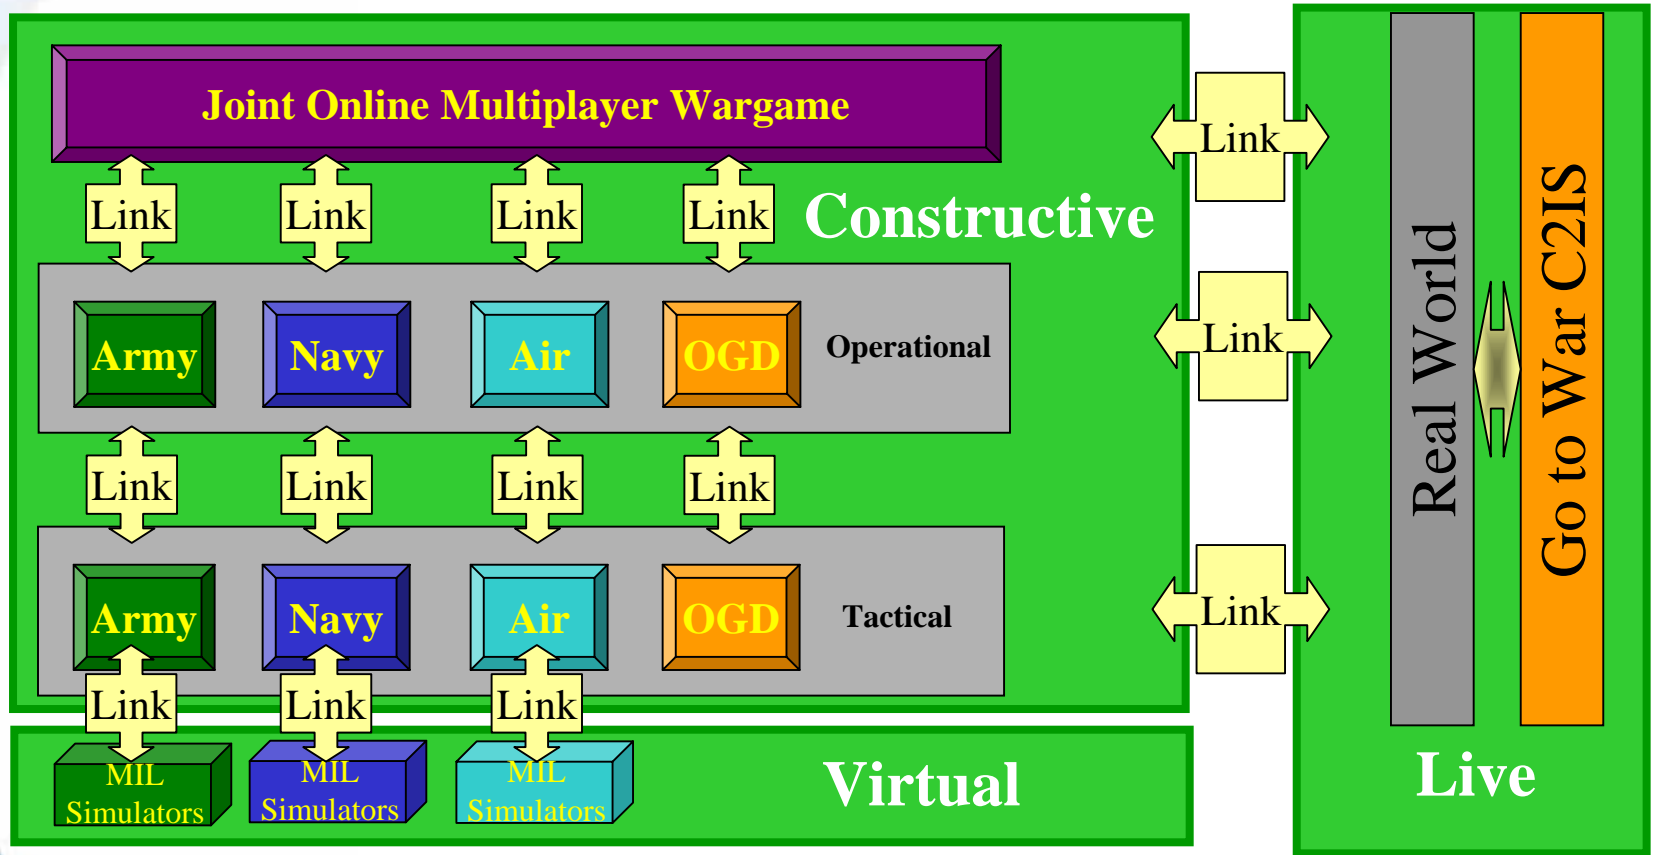 Joint Online Multiplayer Wargame
Link
Link
Link
Link
Link
Constructive
Army
Navy
Air
OGD
Operational
Link
Link
Link
Link
Link
Army
Navy
Air
OGD
Tactical
Link
Link
Link
Link
MIL
Simulators
MIL
Simulators
MIL
Simulators
Virtual
Real World
Go to War C2IS
Live